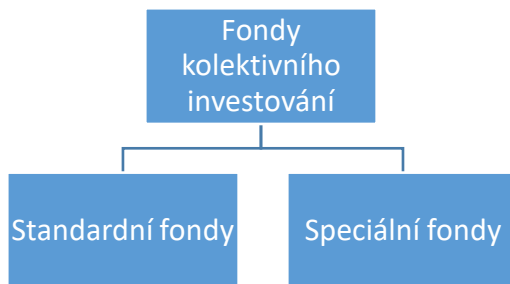 Fondy
kolektivního
investování
Standardní fondy
Speciální fondy